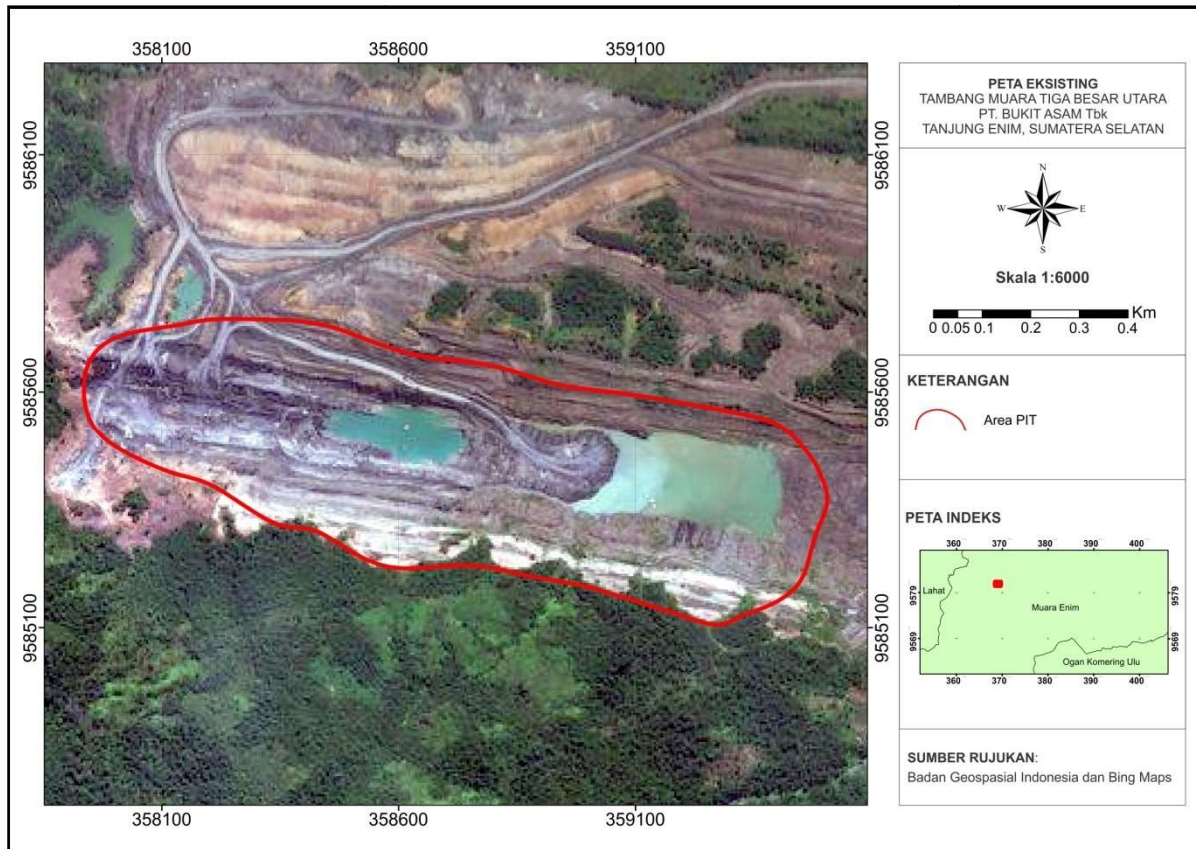 358100 358600 359100
9586100 9586100
9585600 9585600
9585100 9585100
358100 358600 359100
PETA EKSISTING
TAMBANG MUARA TIGA BESAR UTARA
PT. BUKIT ASAM Tbk
TANJUNG ENIM, SUMATERA SELATAN
N
W E
S
Skala 1:6000
Km
0 0.05 0.1 0.2 0.3 0.4
KETERANGAN
Area PIT
PETA INDEKS
360 370 380 390 400
Lahat
9579 9579
Muara Enim
9569 9569
Ogan Komering Ulu
360 370 380 390 400
SUMBER RUJUKAN:
Badan Geospasial Indonesia dan Bing Maps